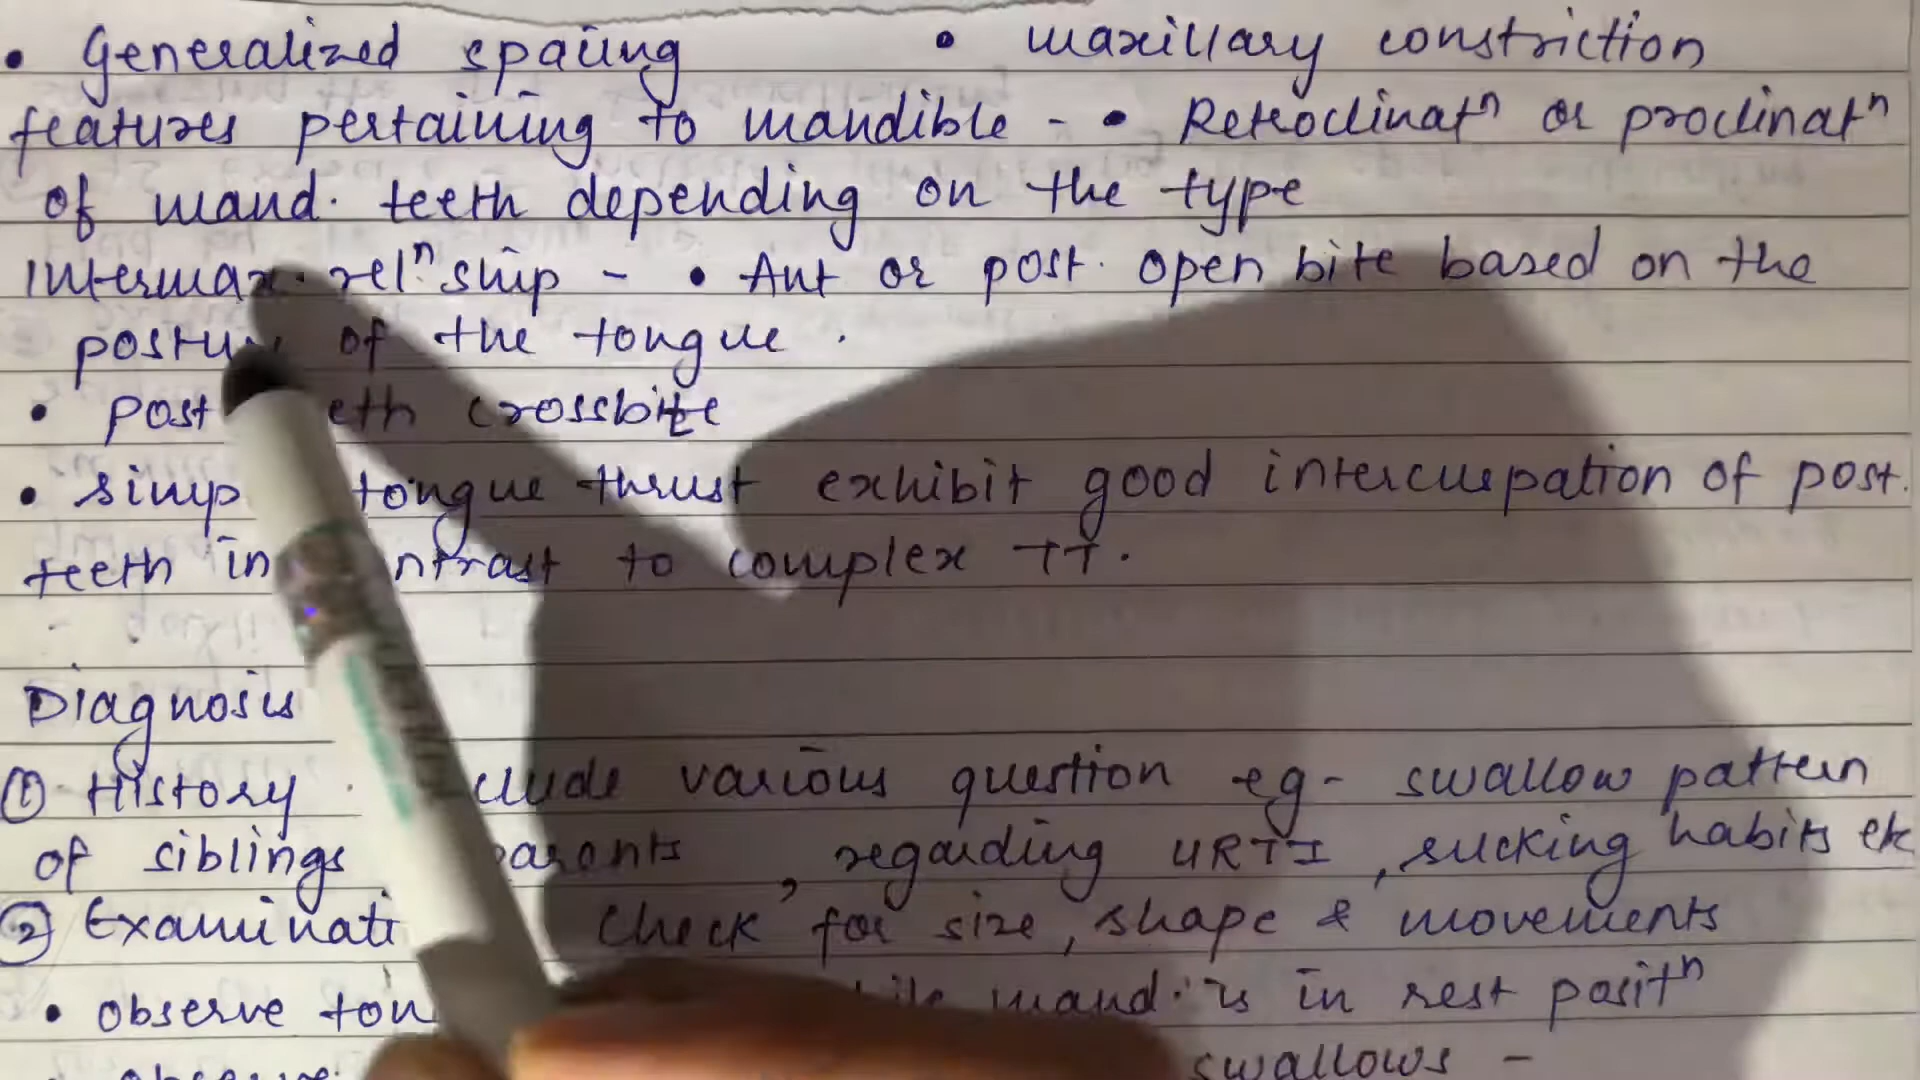 • Generalized spacing • maxillary constriction
features pertaining to mandible - • Retroclinatⁿ or proclinatⁿ
of mand. teeth depending on the type
Intermax. relⁿship - • Ant or post. open bite based on the
posture of the tongue.
• post eth crossbite
• simp tongue thrust exhibit good intercuspation of post.
teeth in ntrast to complex TT.
Diagnosis
① History clude various question eg - swallow pattern
of siblings parents, regarding URTI, sucking habits etc
② Examinati check for size, shape & movements
• observe ton mand. is in rest positⁿ
• observe swallows -